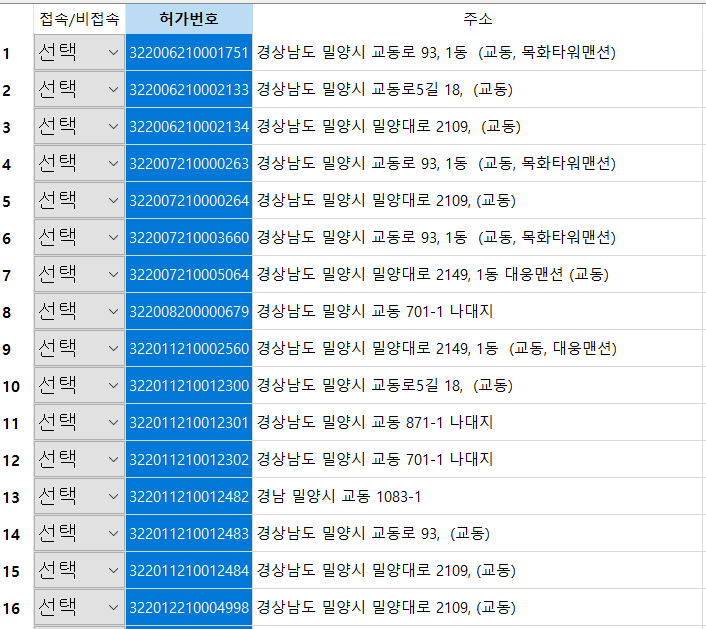 접속/비접속 허가번호 주소
1 선택 322006210001751 경상남도 밀양시 교동로 93, 1동  (교동, 목화타워맨션)
2 선택 322006210002133 경상남도 밀양시 교동로5길 18,  (교동)
3 선택 322006210002134 경상남도 밀양시 밀양대로 2109,  (교동)
4 선택 322007210000263 경상남도 밀양시 교동로 93, 1동  (교동, 목화타워맨션)
5 선택 322007210000264 경상남도 밀양시 밀양대로 2109, (교동)
6 선택 322007210003660 경상남도 밀양시 교동로 93, 1동  (교동, 목화타워맨션)
7 선택 322007210005064 경상남도 밀양시 밀양대로 2149, 1동 대웅맨션 (교동)
8 선택 322008200000679 경상남도 밀양시 교동 701-1 나대지
9 선택 322011210002560 경상남도 밀양시 밀양대로 2149, 1동  (교동, 대웅맨션)
10 선택 322011210012300 경상남도 밀양시 교동로5길 18,  (교동)
11 선택 322011210012301 경상남도 밀양시 교동 871-1 나대지
12 선택 322011210012302 경상남도 밀양시 교동 701-1 나대지
13 선택 322011210012482 경남 밀양시 교동 1083-1
14 선택 322011210012483 경상남도 밀양시 교동로 93,  (교동)
15 선택 322011210012484 경상남도 밀양시 밀양대로 2109, (교동)
16 선택 322012210004998 경상남도 밀양시 밀양대로 2109, (교동)